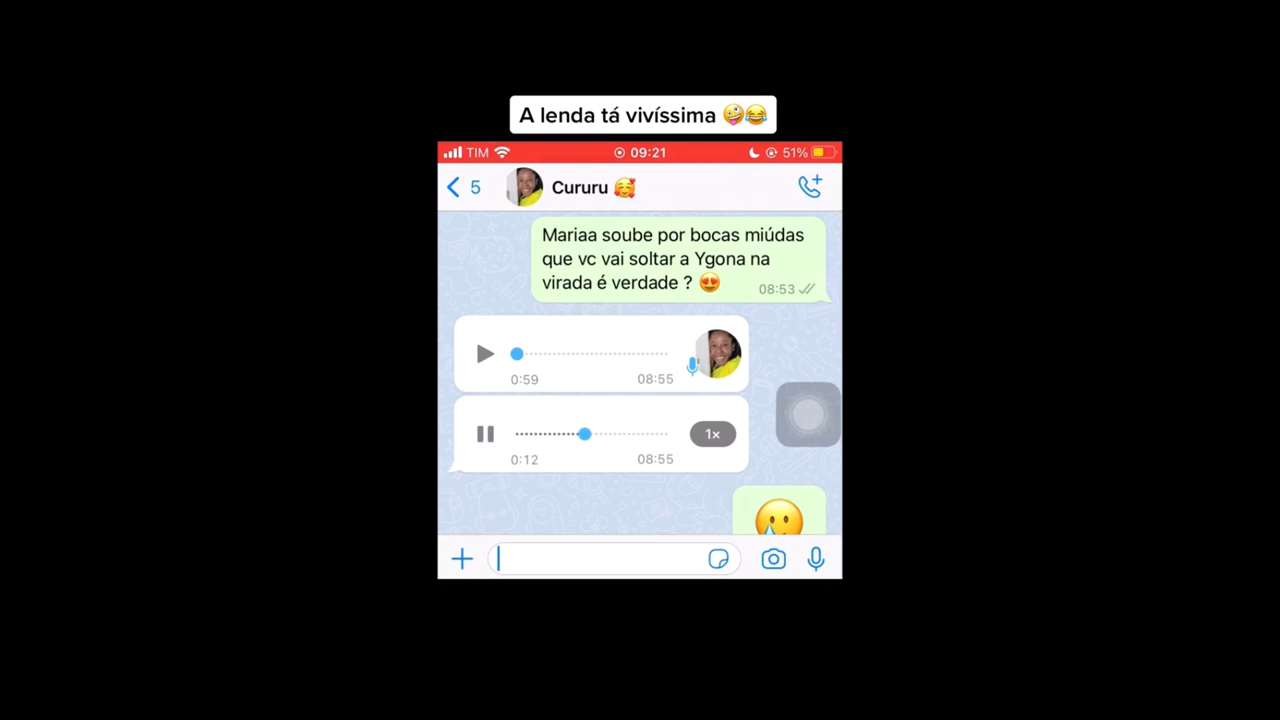 A lenda tá vivíssima 🤪😂
TIM 09:21 51%
5 Cururu 🥰
Mariaa soube por bocas miúdas
que vc vai soltar a Ygona na
virada é verdade ? 😍 08:53
0:59 08:55
1×
0:12 08:55